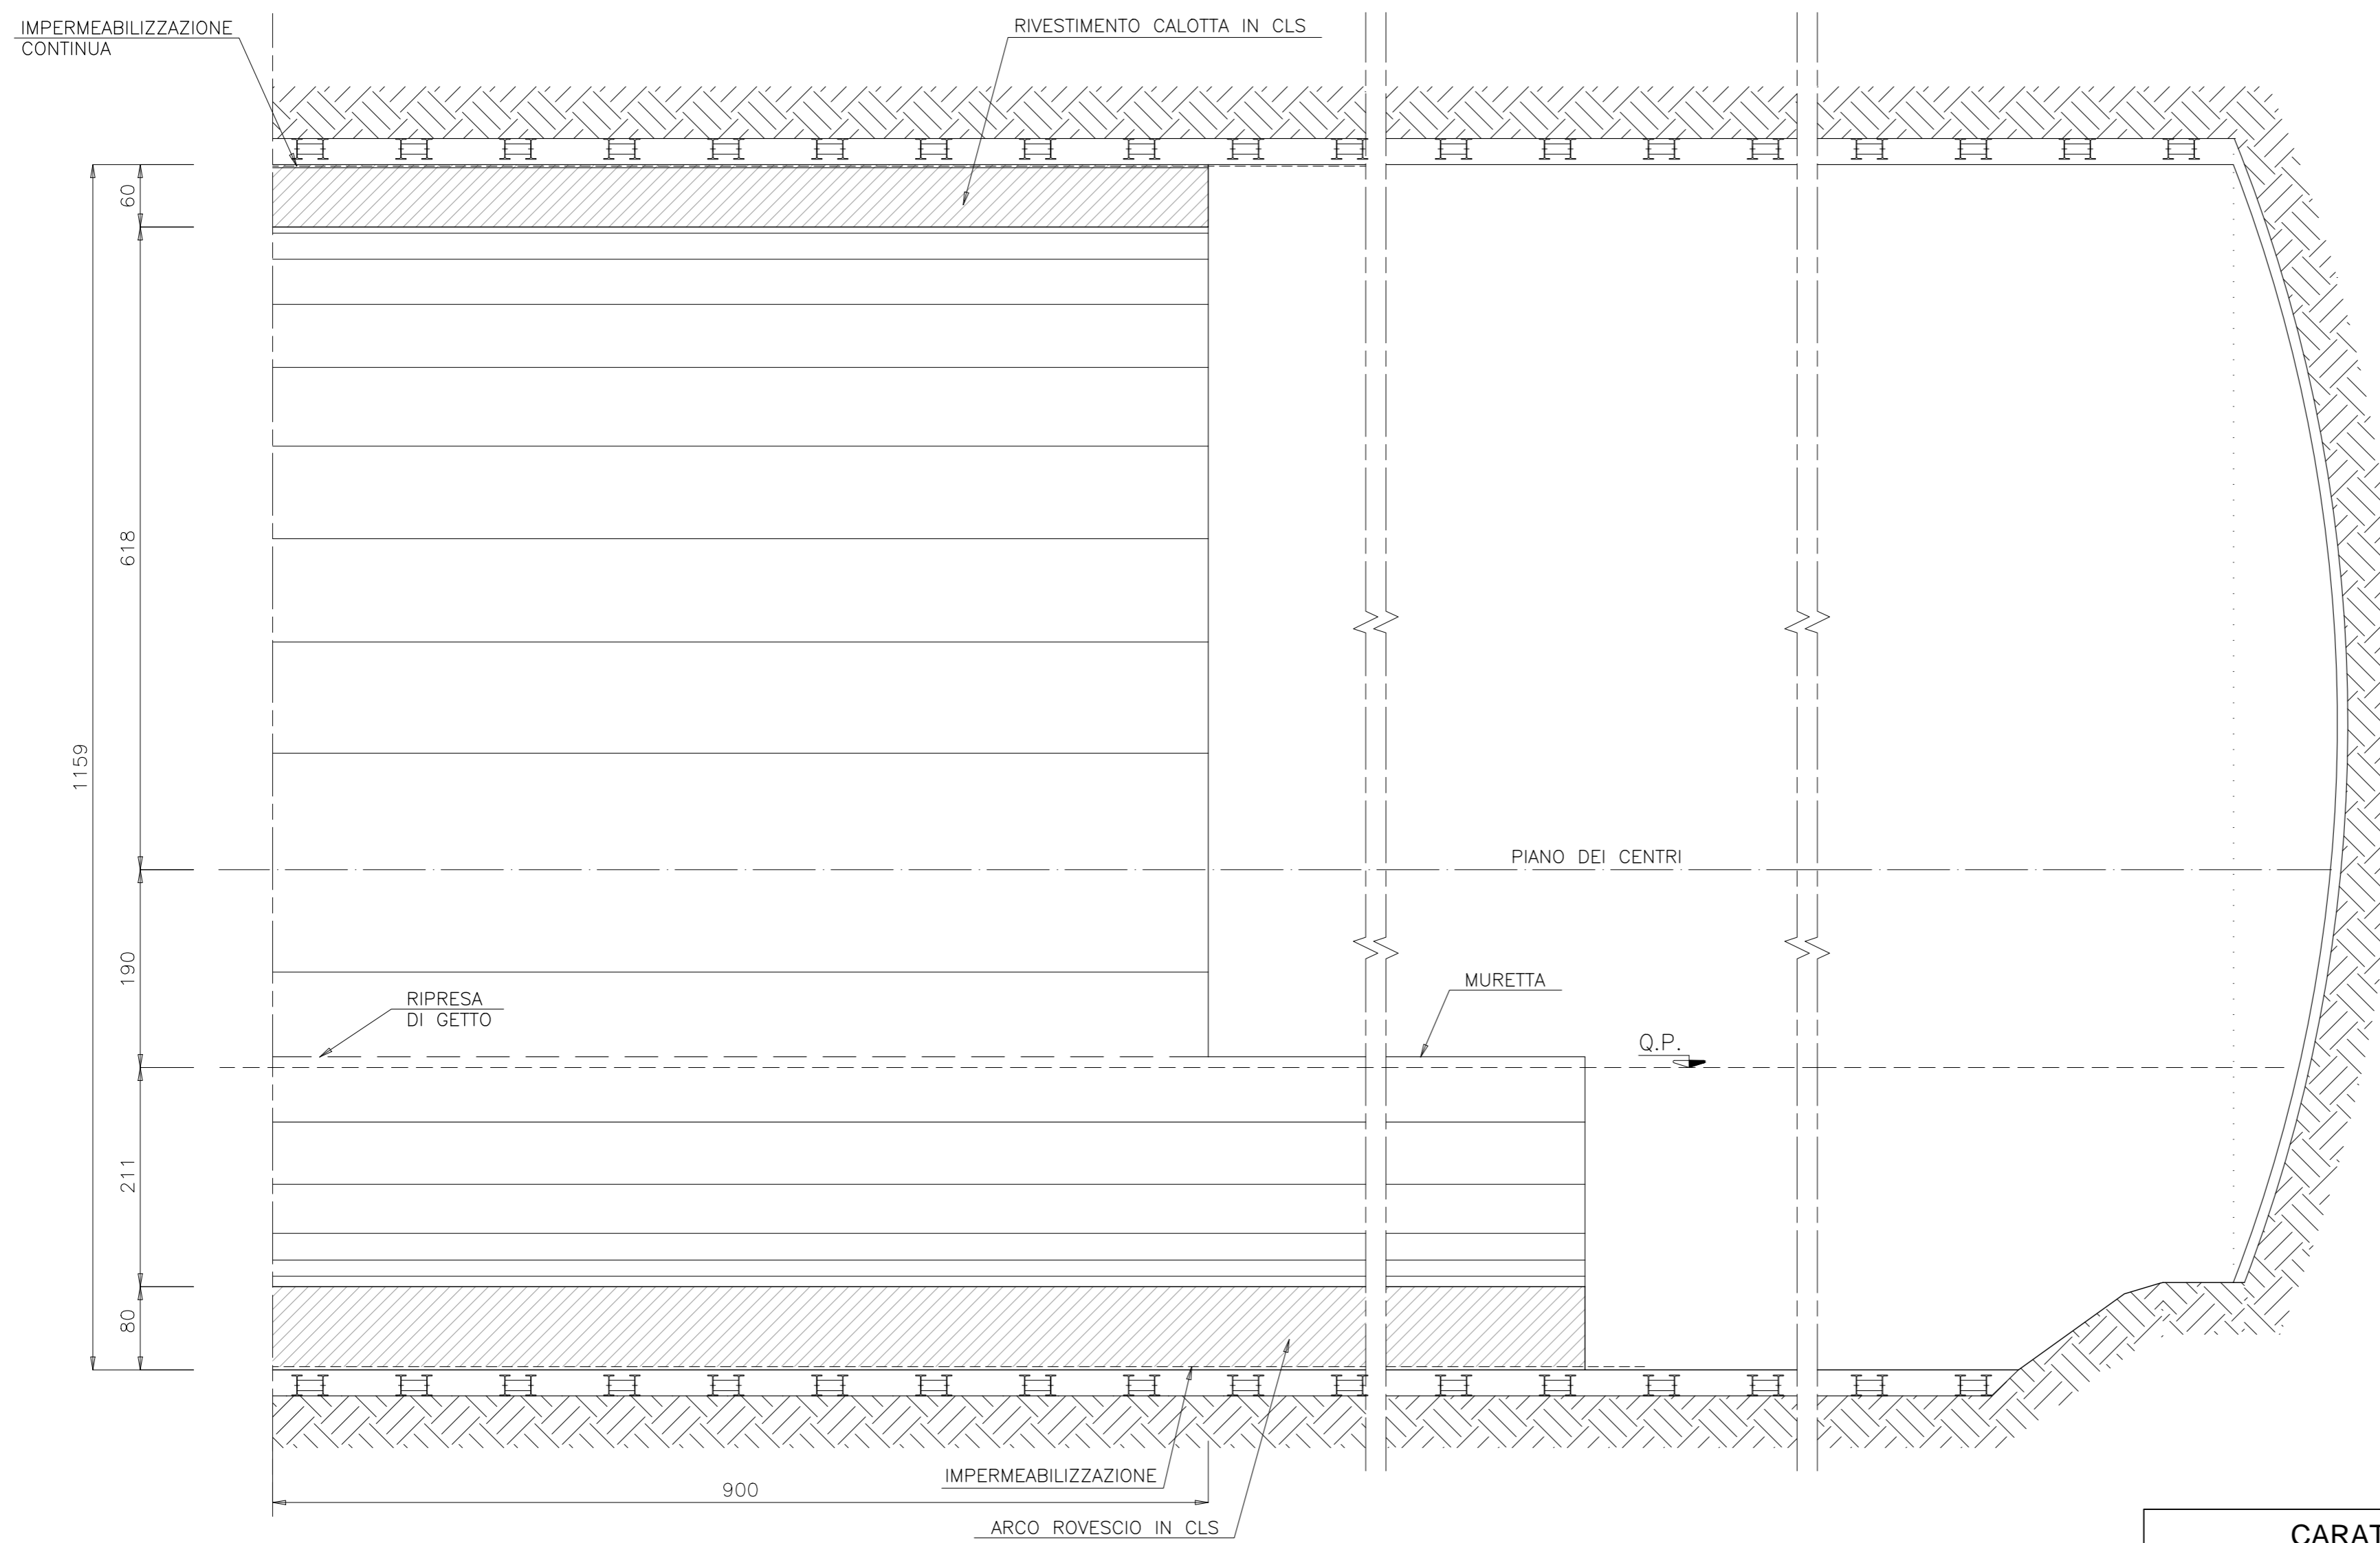 IMPERMEABILIZZAZIONE
CONTINUA
RIVESTIMENTO CALOTTA IN CLS
60
618
1159
PIANO DEI CENTRI
190
RIPRESA
DI GETTO
MURETTA
Q.P.
211
80
IMPERMEABILIZZAZIONE
900
ARCO ROVESCIO IN CLS
CARAT